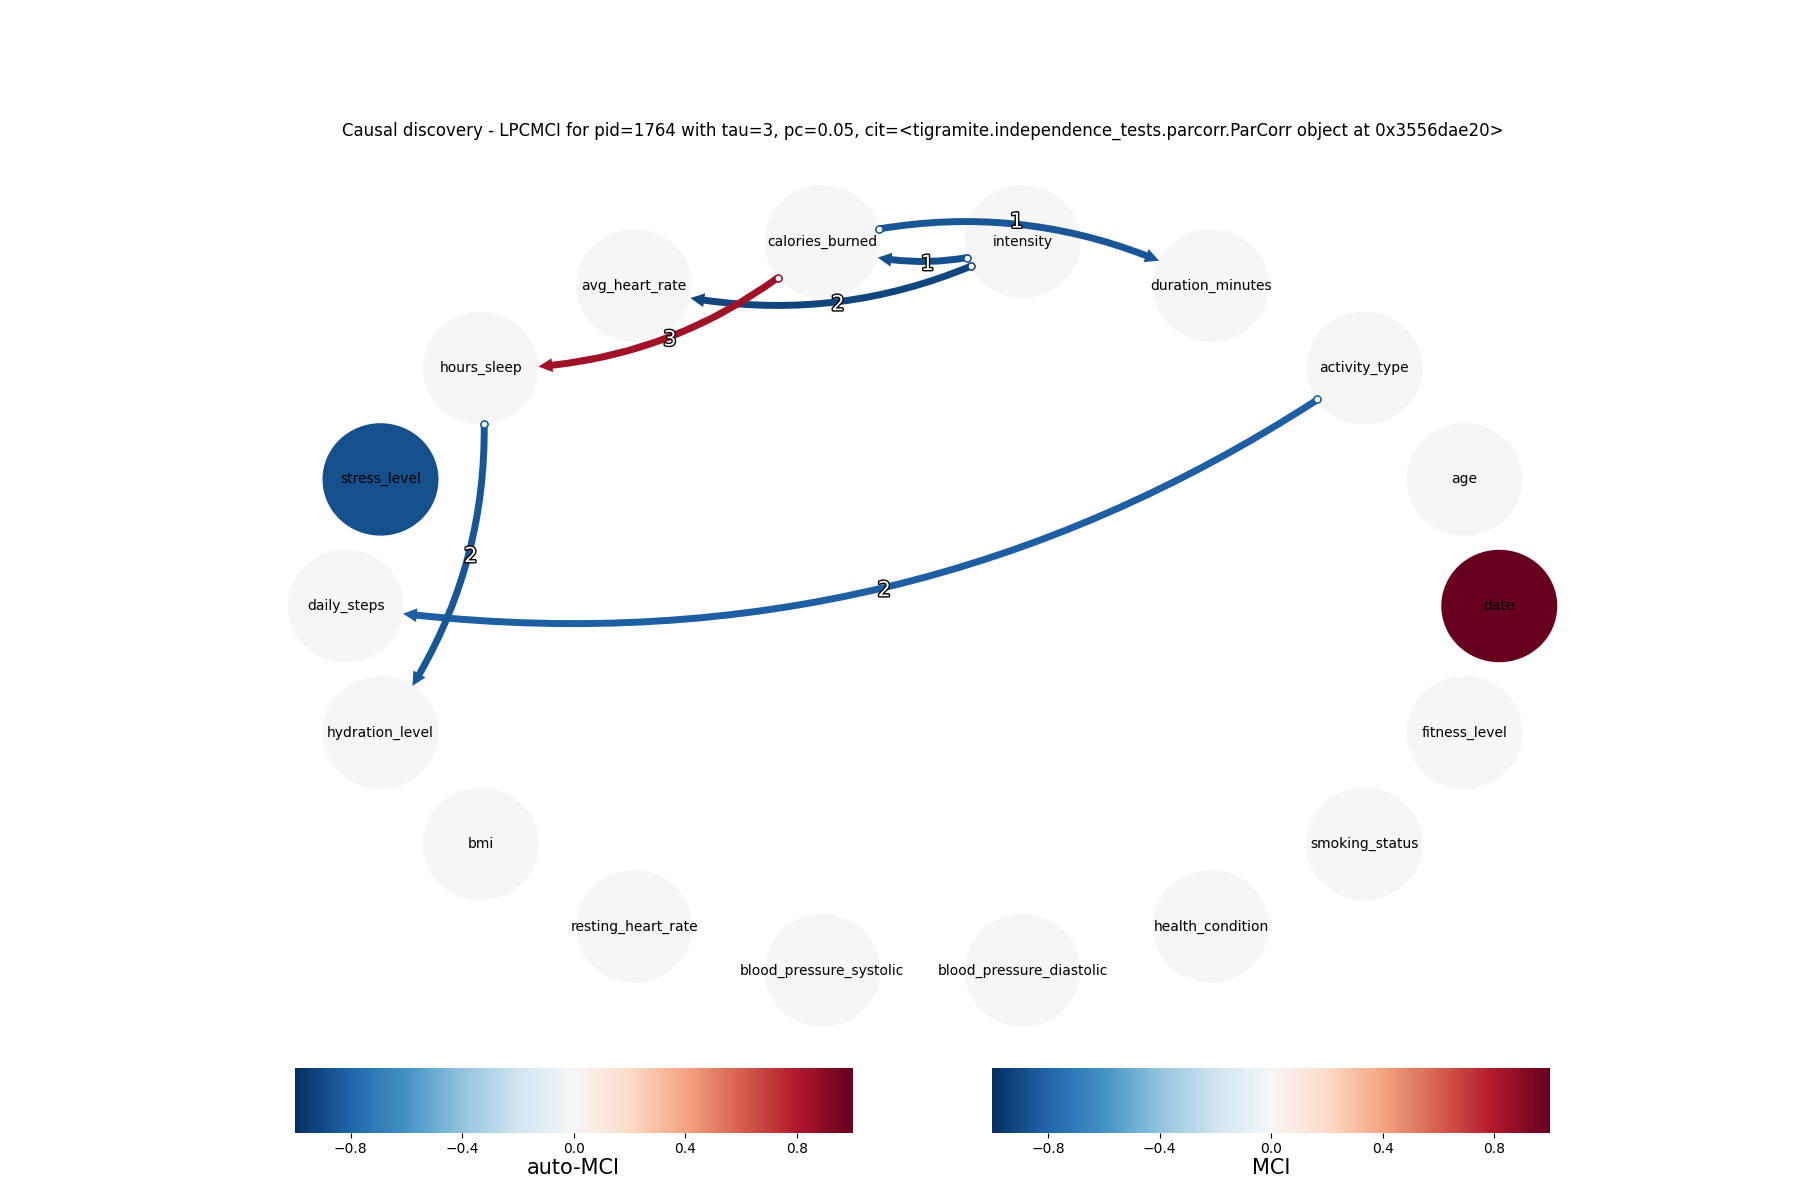 Causal discovery - LPCMCI for pid=1764 with tau=3, pc=0.05, cit=<tigramite.independence_tests.parcorr.ParCorr object at 0x3556dae20>
1
calories_burned
intensity
1
avg_heart_rate
duration_minutes
2
3
hours_sleep
activity_type
stress_level
age
2
2
daily_steps
date
hydration_level
fitness_level
bmi
smoking_status
resting_heart_rate
health_condition
blood_pressure_systolic
blood_pressure_diastolic
−0.8 −0.4 0.0 0.4 0.8
auto-MCI
−0.8 −0.4 0.0 0.4 0.8
MCI